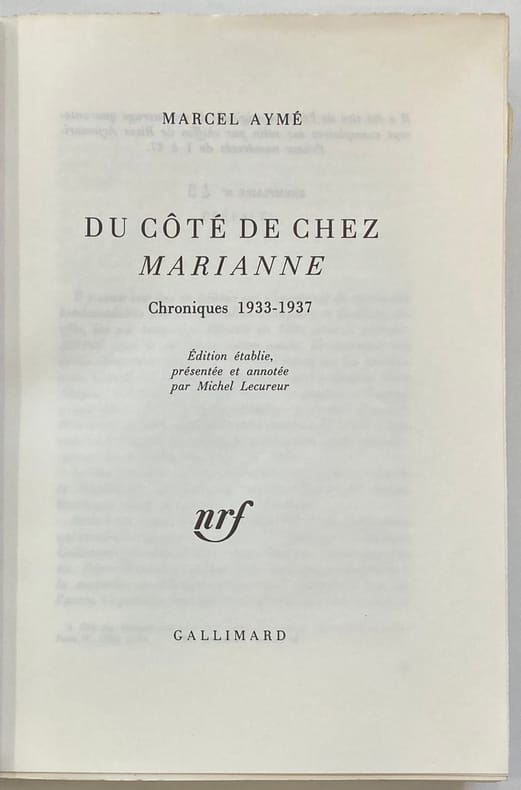 MARCEL AYMÉ
DU CÔTÉ DE CHEZ
MARIANNE
Chroniques 1933-1937
Édition établie,
présentée et annotée
par Michel Lecureur
nrf
GALLIMARD